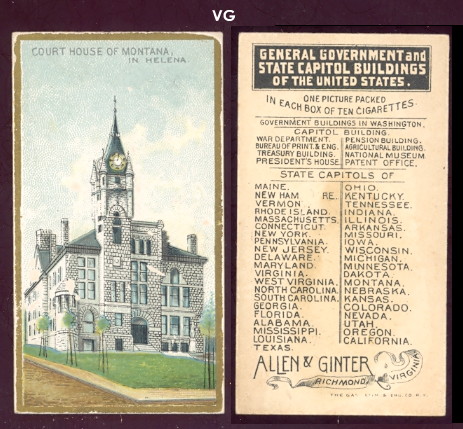 VG
COURT HOUSE OF MONTANA,
IN HELENA
GENERAL GOVERNMENT and
STATE CAPITOL BUILDINGS
OF THE UNITED STATES.
ONE PICTURE PACKED
IN EACH BOX OF TEN CIGARETTES.
GOVERNMENT BUILDINGS IN WASHINGTON.
CAPITOL BUILDING.
WAR DEPARTMENT.
BUREAU OF PRINT. & ENG.
TREASURY BUILDING.
PRESIDENT'S HOUSE.
PENSION BUILDING.
AGRICULTURAL BUILDING.
NATIONAL MUSEUM
PATENT OFFICE.
STATE CAPITOLS OF
MAINE.
NEW HAM RE.
VERMON
RHODE ISLAND.
MASSACHUSETTS.
CONNECTICUT.
NEW YORK.
PENNSYLVANIA.
NEW JERSEY.
DELAWARE.
MARYLAND.
VIRGINIA.
WEST VIRGINIA.
NORTH CAROLINA.
SOUTH CAROLINA.
GEORGIA.
FLORIDA.
ALABAMA.
MISSISSIPPI.
LOUISIANA.
TEXAS.
OHIO.
KENTUCKY.
TENNESSEE.
INDIANA.
ILLINOIS.
ARKANSAS.
MISSOURI.
IOWA.
WISCONSIN.
MICHIGAN.
MINNESOTA.
DAKOTA.
MONTANA.
NEBRASKA.
KANSAS.
COLORADO.
NEVADA.
UTAH.
OREGON.
CALIFORNIA.
ALLEN & GINTER
RICHMOND, VIRGINIA